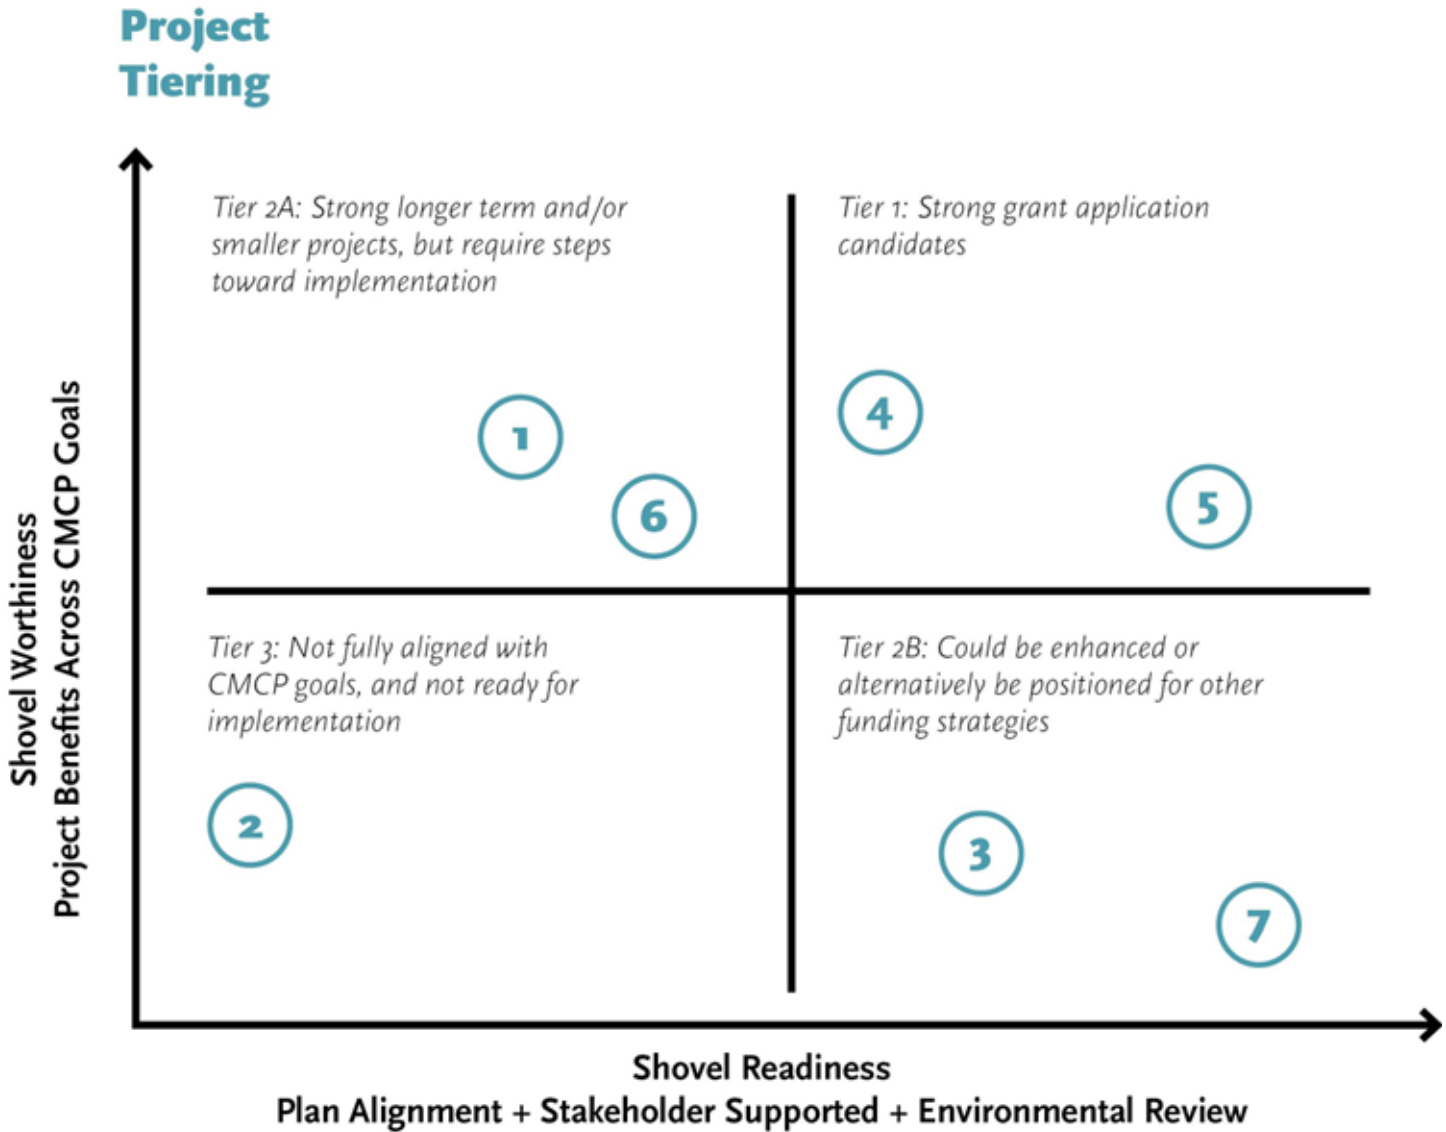 Project
Tiering
Tier 2A: Strong longer term and/or
smaller projects, but require steps
toward implementation
Tier 1: Strong grant application
candidates
1
6
4
5
Shovel Worthiness
Project Benefits Across CMCP Goals
Tier 3: Not fully aligned with
CMCP goals, and not ready for
implementation
Tier 2B: Could be enhanced or
alternatively be positioned for other
funding strategies
2
3
7
Shovel Readiness
Plan Alignment + Stakeholder Supported + Environmental Review